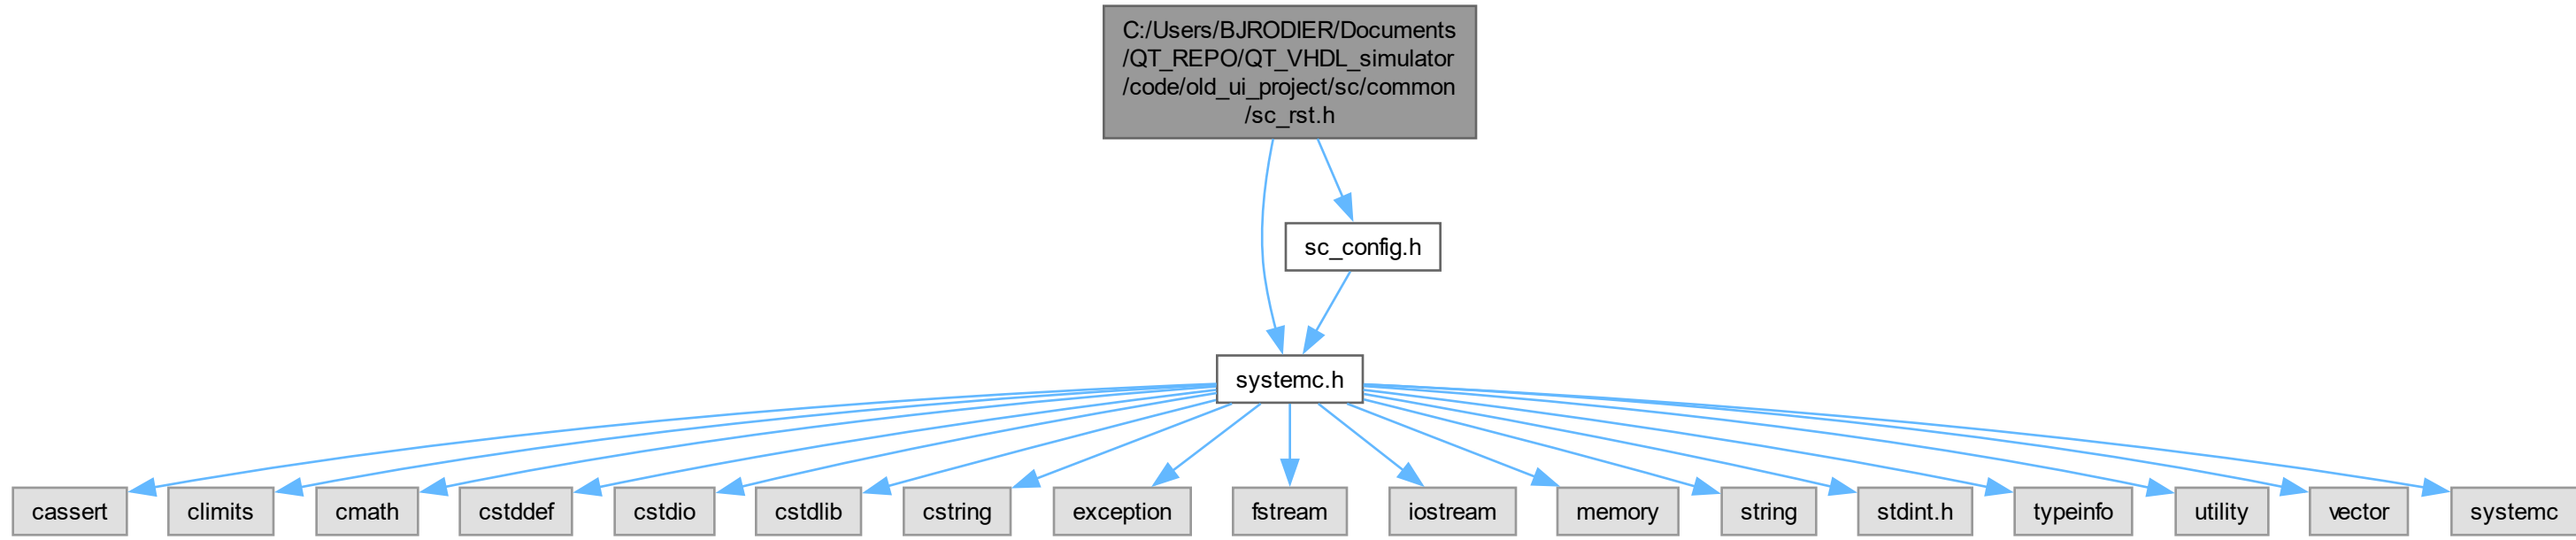 C:/Users/BJRODIER/Documents
/QT_REPO/QT_VHDL_simulator
/code/old_ui_project/sc/common
/sc_rst.h
sc_config.h
systemc.h
cassert
climits
cmath
cstddef
cstdio
cstdlib
cstring
exception
fstream
iostream
memory
string
stdint.h
typeinfo
utility
vector
systemc